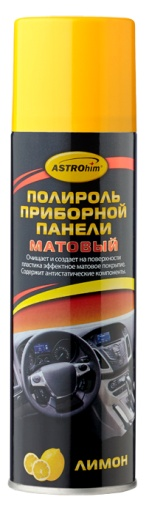 ASTROhim
ПОЛИРОЛЬ
ПРИБОРНОЙ
ПАНЕЛИ
МАТОВЫЙ
Очищает и создает на поверхности
пластика эффектное матовое покрытие.
Содержит антистатические компоненты.
ЛИМОН